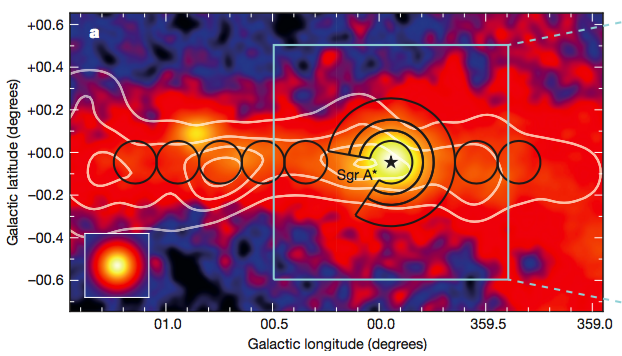 a
Galactic latitude (degrees)
+00.6
+00.4
+00.2
+00.0
–00.2
–00.4
–00.6
Sgr A*
01.0 00.5 00.0 359.5 359.0
Galactic longitude (degrees)